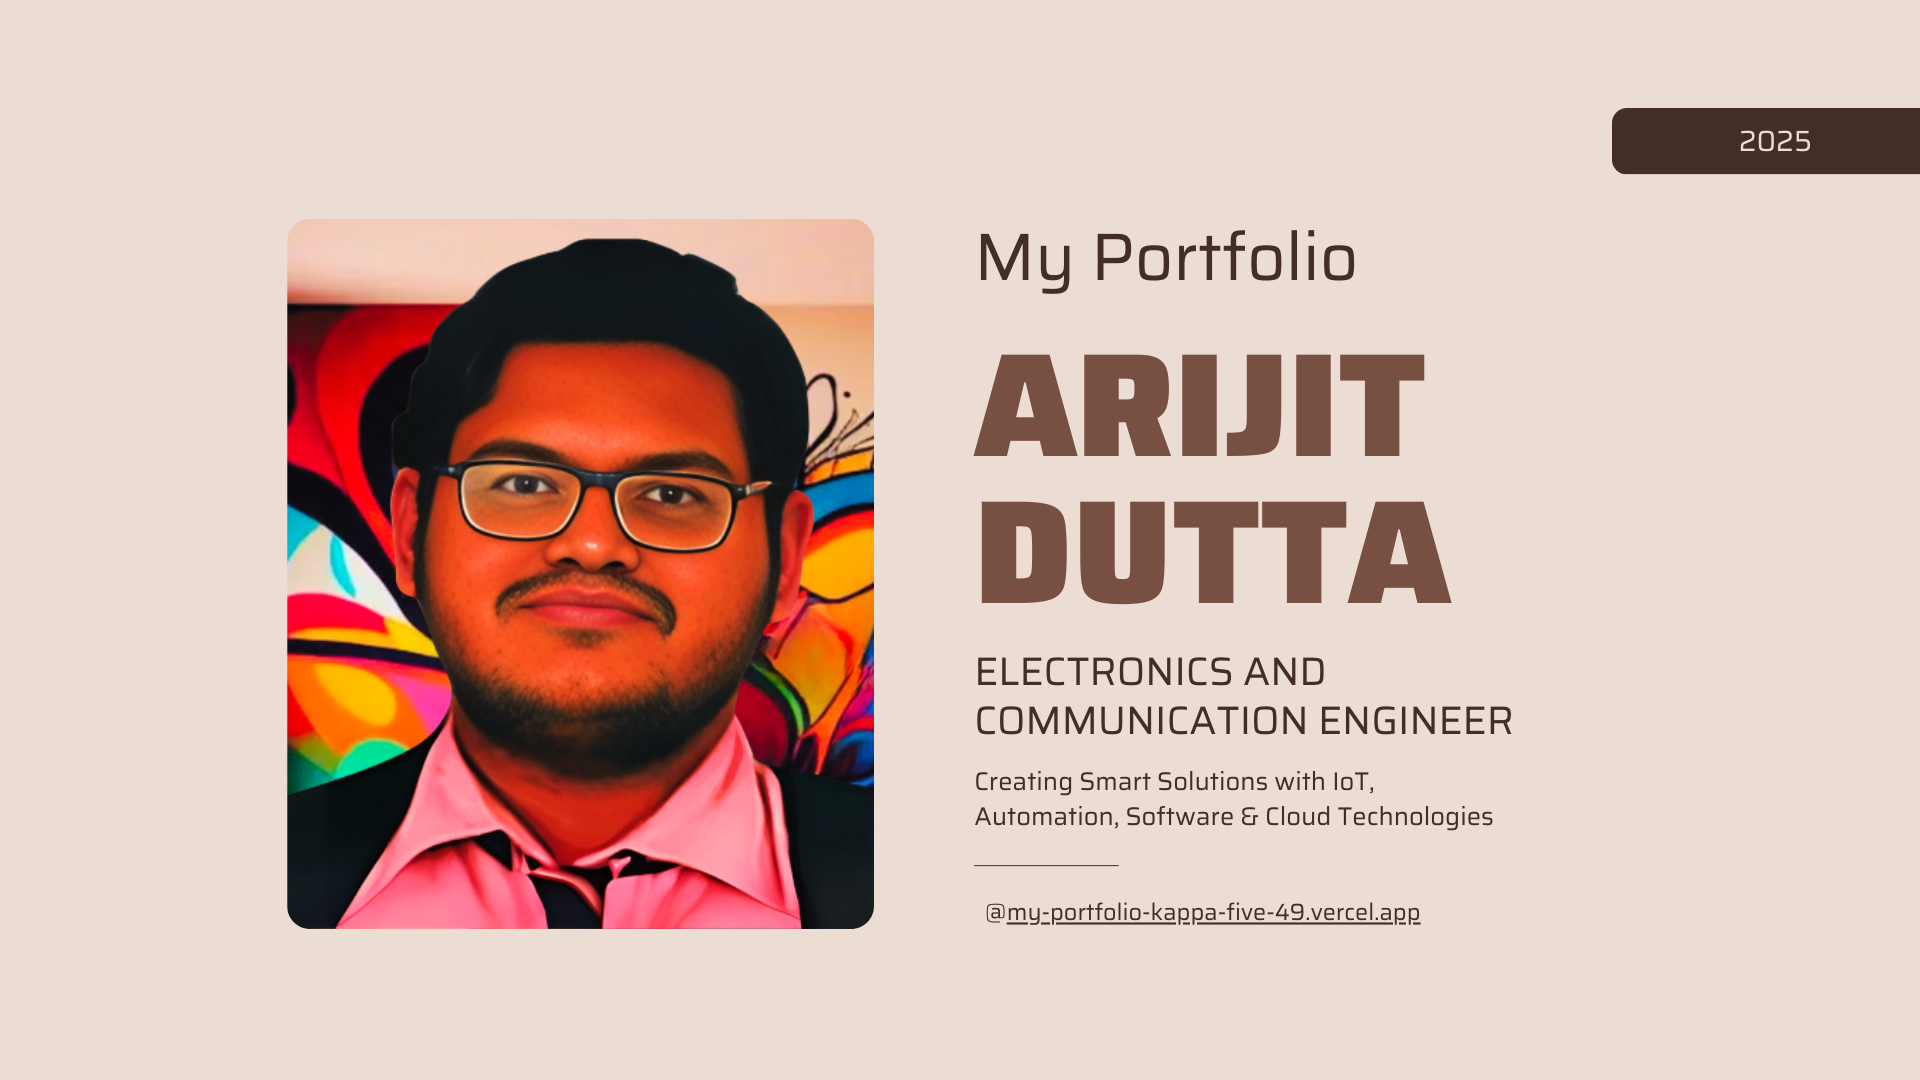 2025
My Portfolio
ARIJIT
DUTTA
ELECTRONICS AND
COMMUNICATION ENGINEER
Creating Smart Solutions with IoT,
Automation, Software & Cloud Technologies
@my-portfolio-kappa-five-49.vercel.app